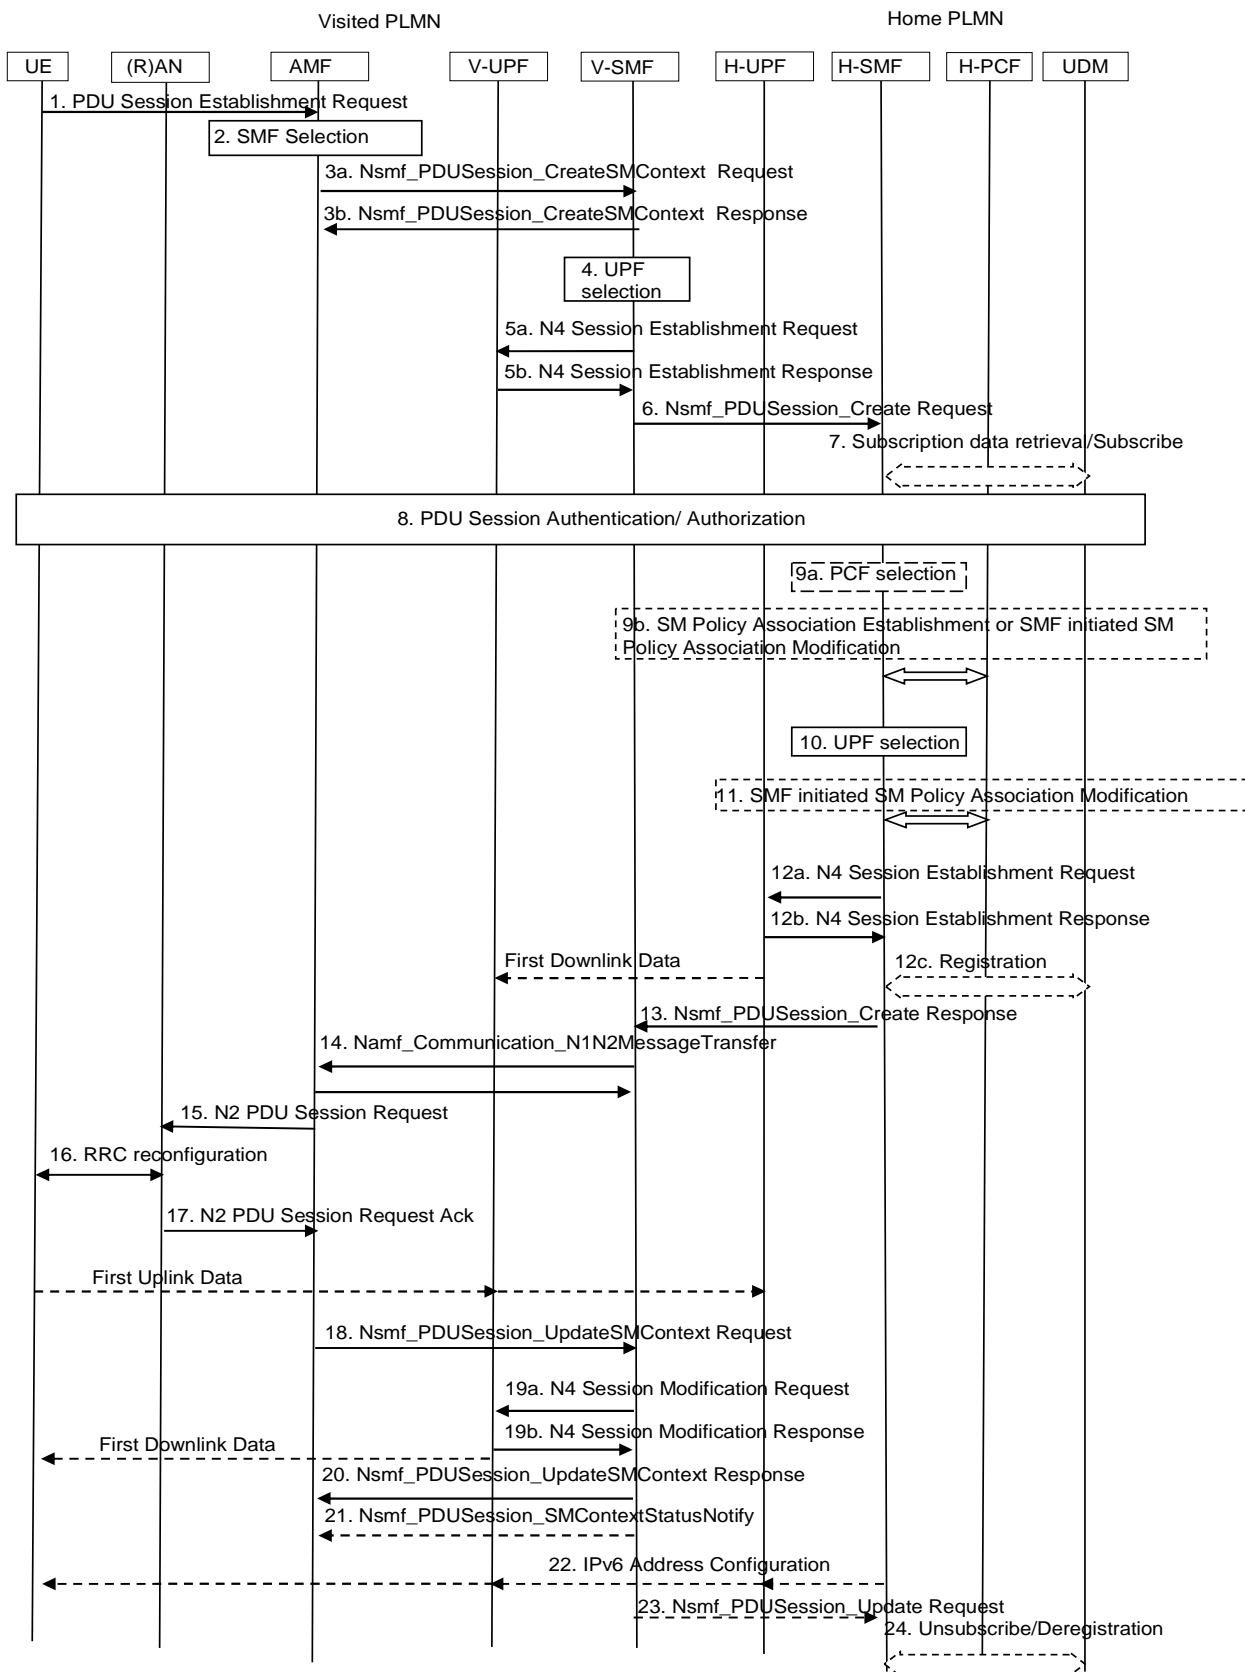 Visited PLMN
Home PLMN
UE
(R)AN
AMF
V-UPF
V-SMF
H-UPF
H-SMF
H-PCF
UDM
1. PDU Session Establishment Request
2. SMF Selection
3a. Nsmf_PDUSession_CreateSMContext Request
3b. Nsmf_PDUSession_CreateSMContext Response
4. UPF
selection
5a. N4 Session Establishment Request
5b. N4 Session Establishment Response
6. Nsmf_PDUSession_Create Request
7. Subscription data retrieval/Subscribe
8. PDU Session Authentication/ Authorization
9a. PCF selection
9b. SM Policy Association Establishment or SMF initiated SM
Policy Association Modification
10. UPF selection
11. SMF initiated SM Policy Association Modification
12a. N4 Session Establishment Request
12b. N4 Session Establishment Response
First Downlink Data
12c. Registration
13. Nsmf_PDUSession_Create Response
14. Namf_Communication_N1N2MessageTransfer
15. N2 PDU Session Request
16. RRC reconfiguration
17. N2 PDU Session Request Ack
First Uplink Data
18. Nsmf_PDUSession_UpdateSMContext Request
19a. N4 Session Modification Request
19b. N4 Session Modification Response
First Downlink Data
20. Nsmf_PDUSession_UpdateSMContext Response
21. Nsmf_PDUSession_SMContextStatusNotify
22. IPv6 Address Configuration
23. Nsmf_PDUSession_Update Request
24. Unsubscribe/Deregistration